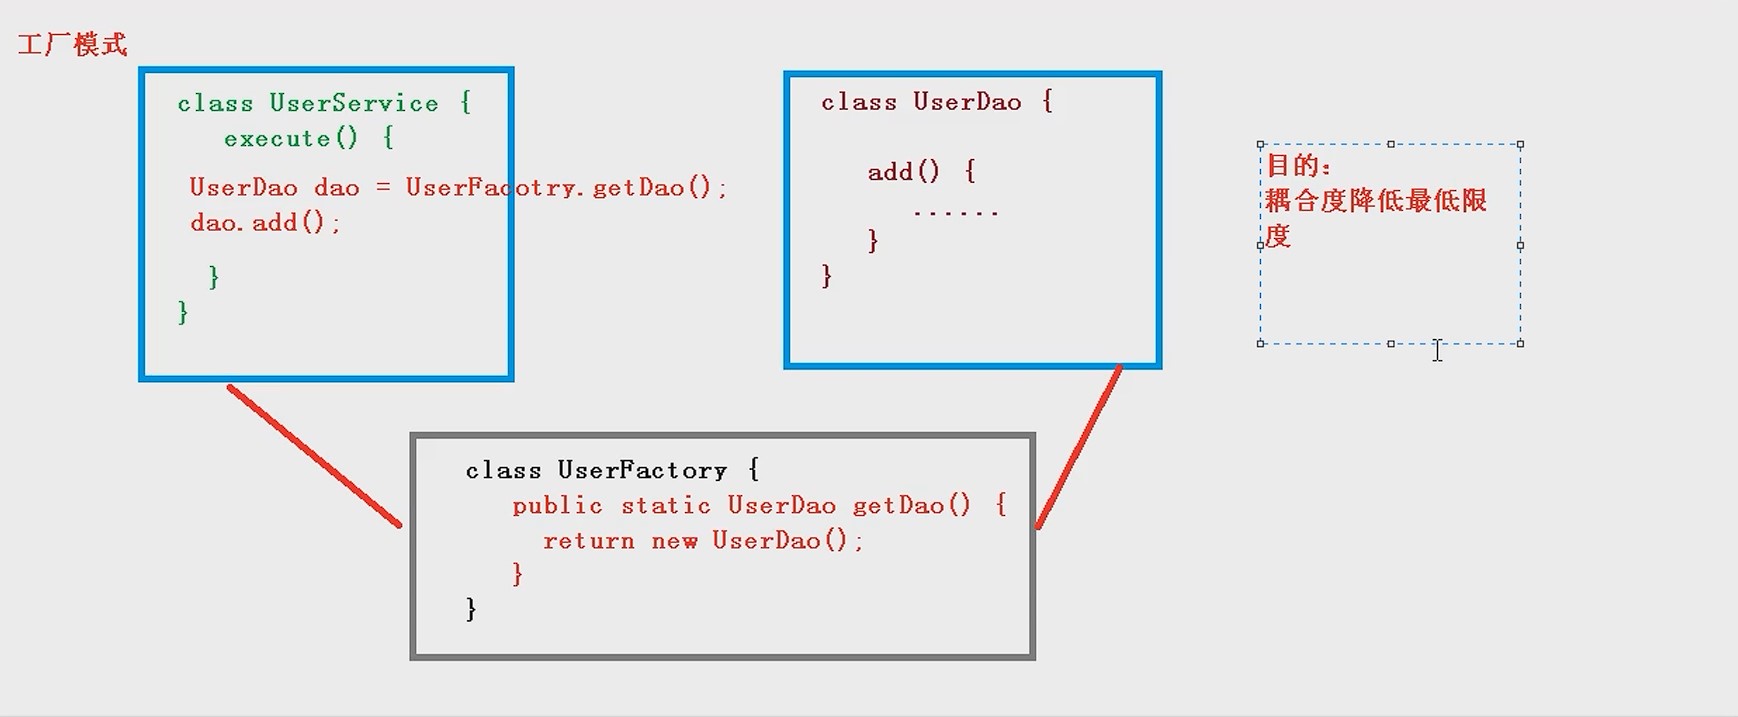 工厂模式
class UserService {
execute() {
UserDao dao = UserFacotry.getDao();
dao.add();
}
}
class UserDao {
add() {
......
}
}
目的:
耦合度降低最低限
度
class UserFactory {
public static UserDao getDao() {
return new UserDao();
}
}